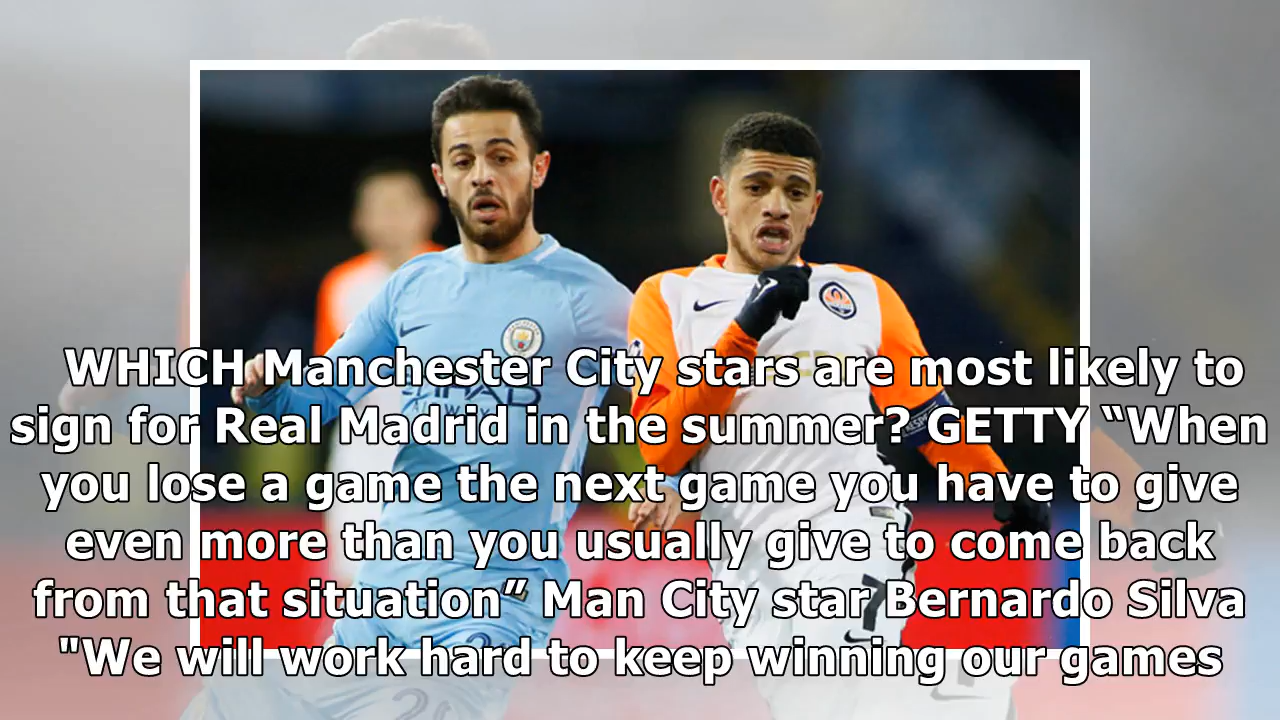 WHICH Manchester City stars are most likely to
sign for Real Madrid in the summer? GETTY “When
you lose a game the next game you have to give
even more than you usually give to come back
from that situation” Man City star Bernardo Silva
"We will work hard to keep winning our games